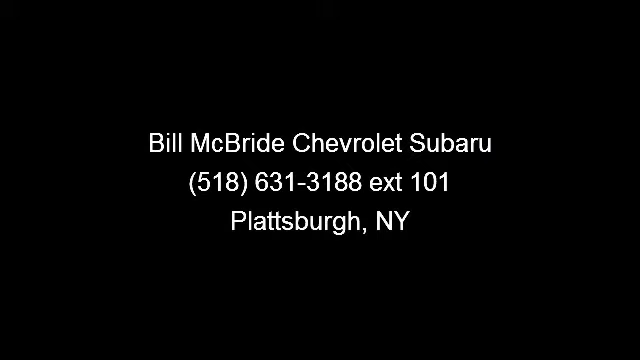 Bill McBride Chevrolet Subaru
(518) 631-3188 ext 101
Plattsburgh, NY